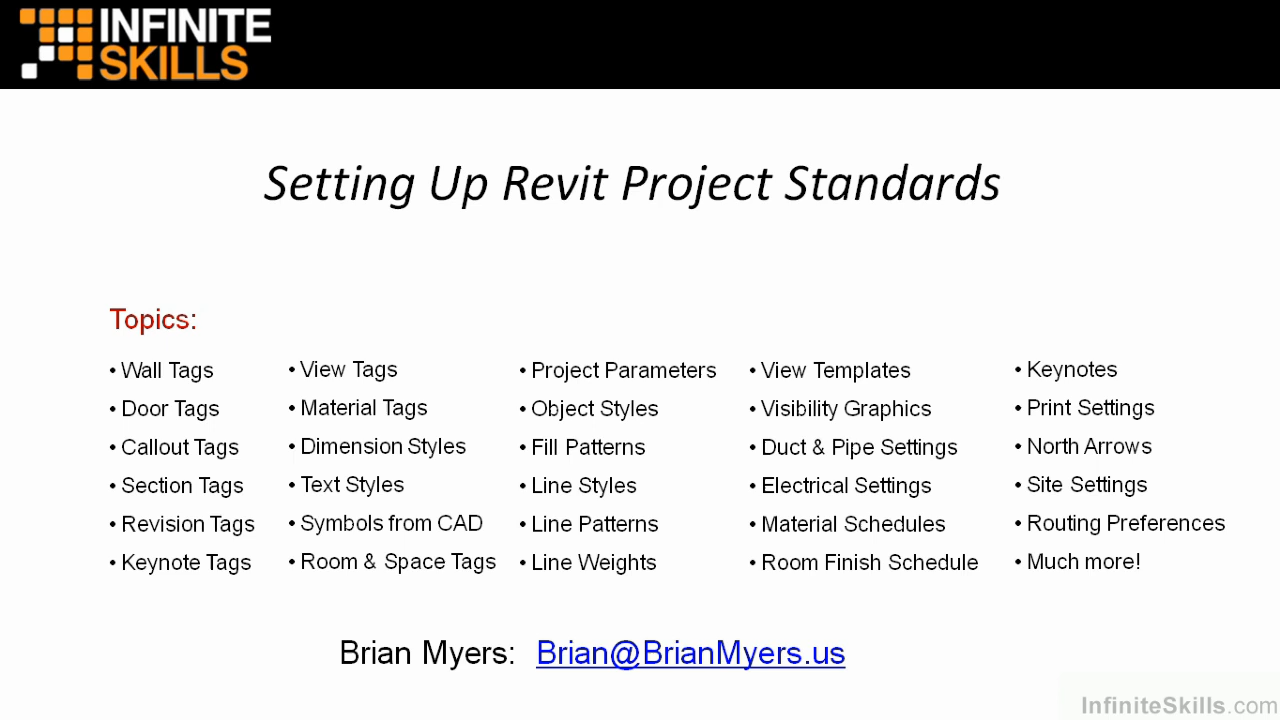 INFINITE
SKILLS
Setting Up Revit Project Standards
Topics:
• Wall Tags
• Door Tags
• Callout Tags
• Section Tags
• Revision Tags
• Keynote Tags
• View Tags
• Material Tags
• Dimension Styles
• Text Styles
• Symbols from CAD
• Room & Space Tags
• Project Parameters
• Object Styles
• Fill Patterns
• Line Styles
• Line Patterns
• Line Weights
• View Templates
• Visibility Graphics
• Duct & Pipe Settings
• Electrical Settings
• Material Schedules
• Room Finish Schedule
• Keynotes
• Print Settings
• North Arrows
• Site Settings
• Routing Preferences
• Much more!
Brian Myers: Brian@BrianMyers.us
InfiniteSkills.com